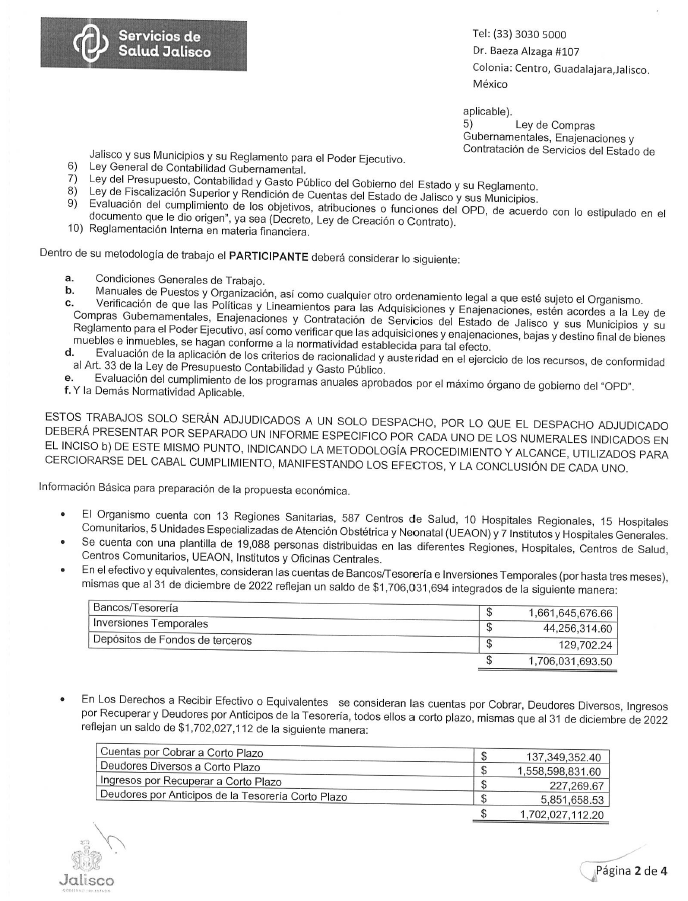 Servicios de
Salud Jalisco
Tel: (33) 3030 5000
Dr. Baeza Alzaga #107
Colonia: Centro, Guadalajara,Jalisco.
México
aplicable).
5) Ley de Compras
Gubernamentales, Enajenaciones y
Contratación de Servicios del Estado de
Jalisco y sus Municipios y su Reglamento para el Poder Ejecutivo.
6) Ley General de Contabilidad Gubernamental.
7) Ley del Presupuesto, Contabilidad y Gasto Público del Gobierno del Estado y su Reglamento.
8) Ley de Fiscalización Superior y Rendición de Cuentas del Estado de Jalisco y sus Municipios.
9) Evaluación del cumplimiento de los objetivos, atribuciones o funciones del OPD, de acuerdo con lo estipulado en el
documento que le dio origen", ya sea (Decreto, Ley de Creación o Contrato).
10) Reglamentación Interna en materia financiera.
Dentro de su metodología de trabajo el PARTICIPANTE deberá considerar lo siguiente:
a. Condiciones Generales de Trabajo.
b. Manuales de Puestos y Organización, así como cualquier otro ordenamiento legal a que esté sujeto el Organismo.
c. Verificación de que las Políticas y Lineamientos para las Adquisiciones y Enajenaciones, estén acordes a la Ley de
Compras Gubernamentales, Enajenaciones y Contratación de Servicios del Estado de Jalisco y sus Municipios y su
Reglamento para el Poder Ejecutivo, así como verificar que las adquisiciones y enajenaciones, bajas y destino final de bienes
muebles e inmuebles, se hagan conforme a la normatividad establecida para tal efecto.
d. Evaluación de la aplicación de los criterios de racionalidad y austeridad en el ejercicio de los recursos, de conformidad
al Art. 33 de la Ley de Presupuesto Contabilidad y Gasto Público.
e. Evaluación del cumplimiento de los programas anuales aprobados por el máximo órgano de gobierno del "OPD".
f. Y la Demás Normatividad Aplicable.
ESTOS TRABAJOS SOLO SERÁN ADJUDICADOS A UN SOLO DESPACHO, POR LO QUE EL DESPACHO ADJUDICADO
DEBERÁ PRESENTAR POR SEPARADO UN INFORME ESPECIFICO POR CADA UNO DE LOS NUMERALES INDICADOS EN
EL INCISO b) DE ESTE MISMO PUNTO, INDICANDO LA METODOLOGÍA PROCEDIMIENTO Y ALCANCE, UTILIZADOS PARA
CERCIORARSE DEL CABAL CUMPLIMIENTO, MANIFESTANDO LOS EFECTOS, Y LA CONCLUSIÓN DE CADA UNO.
Información Básica para preparación de la propuesta económica.
• El Organismo cuenta con 13 Regiones Sanitarias, 587 Centros de Salud, 10 Hospitales Regionales, 15 Hospitales
Comunitarios, 5 Unidades Especializadas de Atención Obstétrica y Neonatal (UEAON) y 7 Institutos y Hospitales Generales.
• Se cuenta con una plantilla de 19,088 personas distribuidas en las diferentes Regiones, Hospitales, Centros de Salud,
Centros Comunitarios, UEAON, Institutos y Oficinas Centrales.
• En el efectivo y equivalentes, consideran las cuentas de Bancos/Tesorería e Inversiones Temporales (por hasta tres meses),
mismas que al 31 de diciembre de 2022 reflejan un saldo de $1,706,031,694 integrados de la siguiente manera:
Bancos/Tesorería $ 1,661,645,676.66
Inversiones Temporales $ 44,256,314.60
Depósitos de Fondos de terceros $ 129,702.24
$ 1,706,031,693.50
• En Los Derechos a Recibir Efectivo o Equivalentes se consideran las cuentas por Cobrar, Deudores Diversos, Ingresos
por Recuperar y Deudores por Anticipos de la Tesorería, todos ellos a corto plazo, mismas que al 31 de diciembre de 2022
reflejan un saldo de $1,702,027,112 de la siguiente manera:
Cuentas por Cobrar a Corto Plazo $ 137,349,352.40
Deudores Diversos a Corto Plazo $ 1,558,598,831.60
Ingresos por Recuperar a Corto Plazo $ 227,269.67
Deudores por Anticipos de la Tesorería Corto Plazo $ 5,851,658.53
$ 1,702,027,112.20
Jalisco
Página 2 de 4